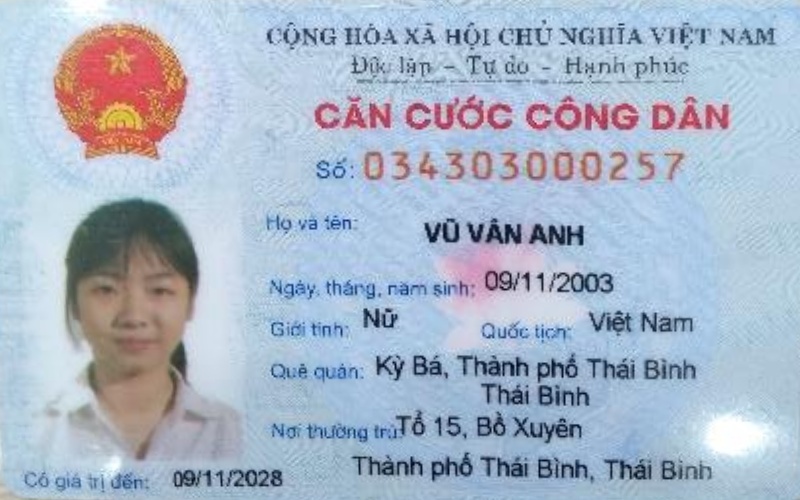 CỘNG HÒA XÃ HỘI CHỦ NGHĨA VIỆT NAM
Độc lập - Tự do - Hạnh phúc
CĂN CƯỚC CÔNG DÂN
Số: 034303000257
Họ và tên: VŨ VÂN ANH
Ngày, tháng, năm sinh: 09/11/2003
Giới tính: Nữ Quốc tịch: Việt Nam
Quê quán: Kỳ Bá, Thành phố Thái Bình
Thái Bình
Nơi thường trú: Tổ 15, Bồ Xuyên
Thành phố Thái Bình, Thái Bình
Có giá trị đến: 09/11/2028